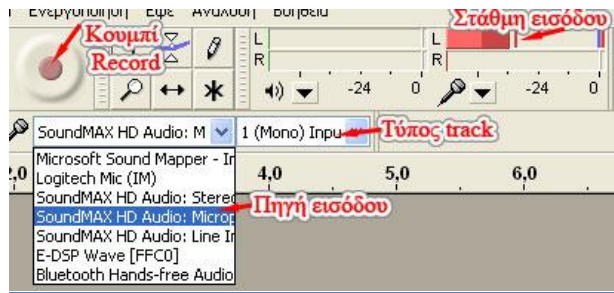 Ενεργοποίηση Εφέ Ανάλυση Βοήθεια
Στάθμη εισόδου
Κουμπί
Record
L
R
L
R
-24 0
-24 0
SoundMAX HD Audio: M
1 (Mono) Inpu
Τύπος track
Microsoft Sound Mapper - In
Logitech Mic (IM)
SoundMAX HD Audio: Stereo
SoundMAX HD Audio: Microp
SoundMAX HD Audio: Line In
E-DSP Wave [FFC0]
Bluetooth Hands-free Audio
Πηγή εισόδου
2,0 4,0 5,0 6,0